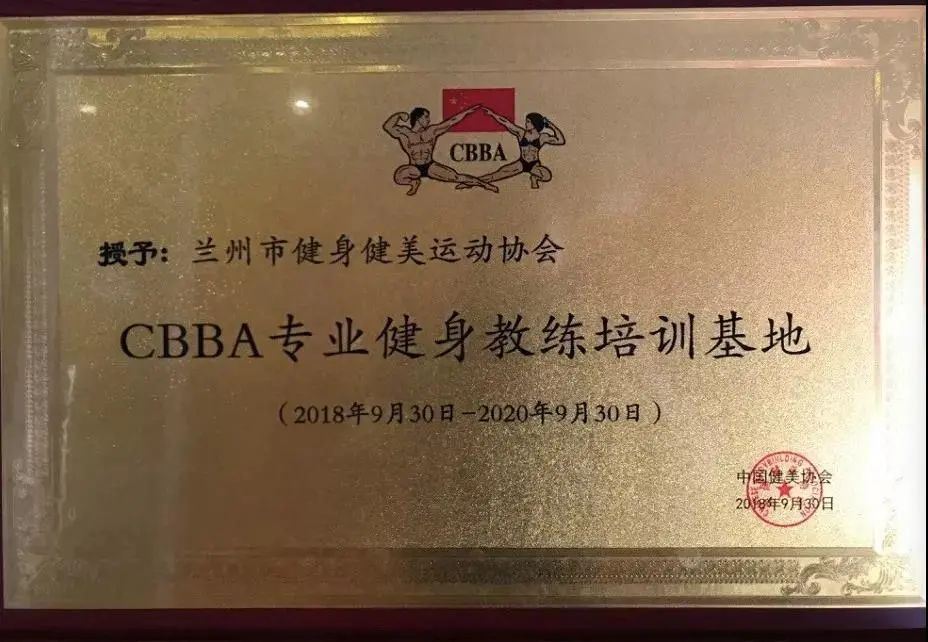 CBBA
授予：兰州市健身健美运动协会
CBBA专业健身教练培训基地
（2018年9月30日-2020年9月30日）
中国健美协会
2018年9月30日